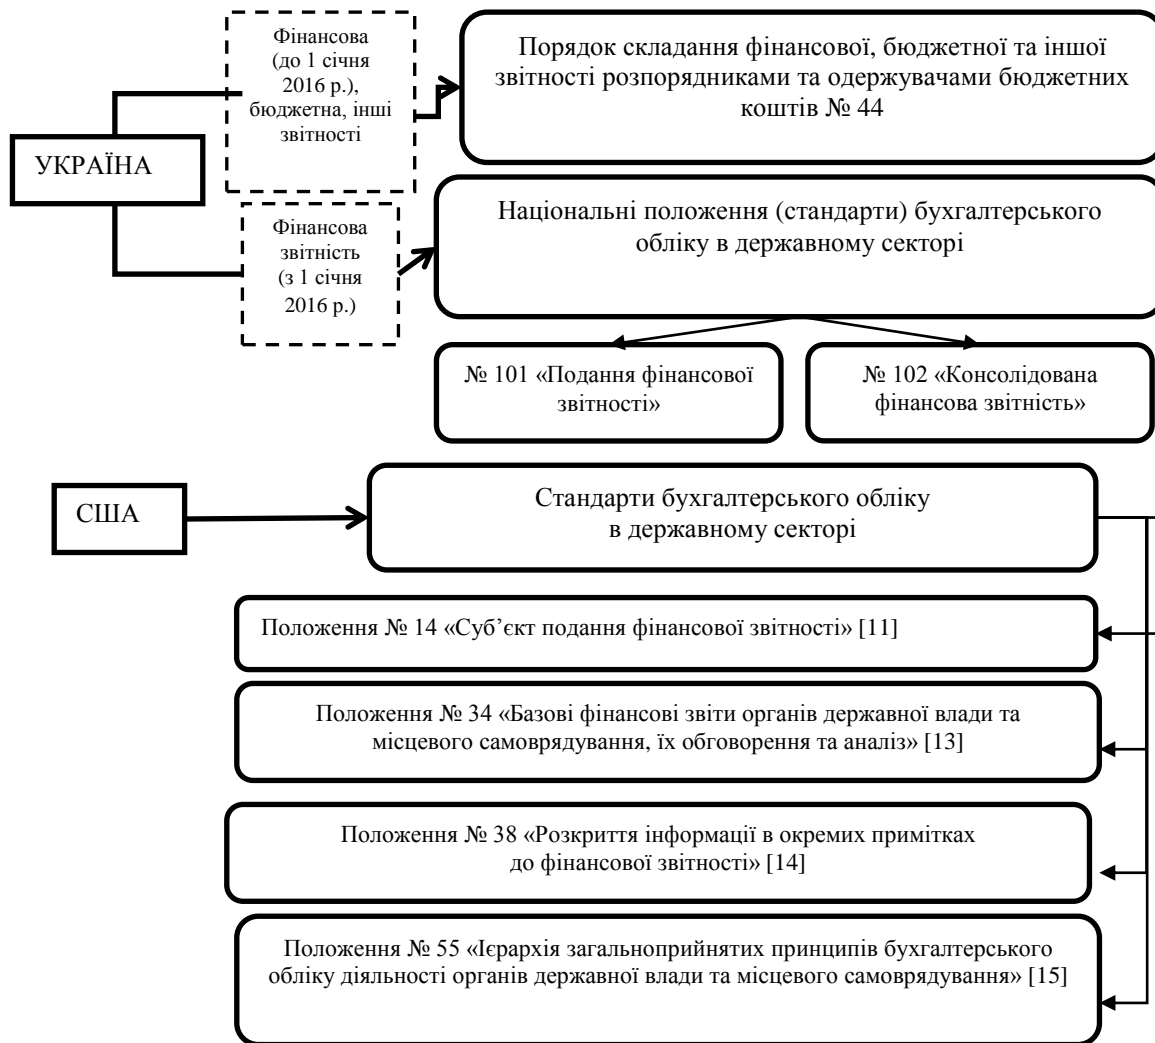 Фінансова
(до 1 січня
2016 р.),
бюджетна, інші
звітності
Порядок складання фінансової, бюджетної та іншої
звітності розпорядниками та одержувачами бюджетних
коштів № 44
УКРАЇНА
Фінансова
звітність
(з 1 січня
2016 р.)
Національні положення (стандарти) бухгалтерського
обліку в державному секторі
№ 101 «Подання фінансової
звітності»
№ 102 «Консолідована
фінансова звітність»
США
Стандарти бухгалтерського обліку
в державному секторі
Положення № 14 «Суб’єкт подання фінансової звітності» [11]
Положення № 34 «Базові фінансові звіти органів державної влади та
місцевого самоврядування, їх обговорення та аналіз» [13]
Положення № 38 «Розкриття інформації в окремих примітках
до фінансової звітності» [14]
Положення № 55 «Ієрархія загальноприйнятих принципів бухгалтерського
обліку діяльності органів державної влади та місцевого самоврядування» [15]